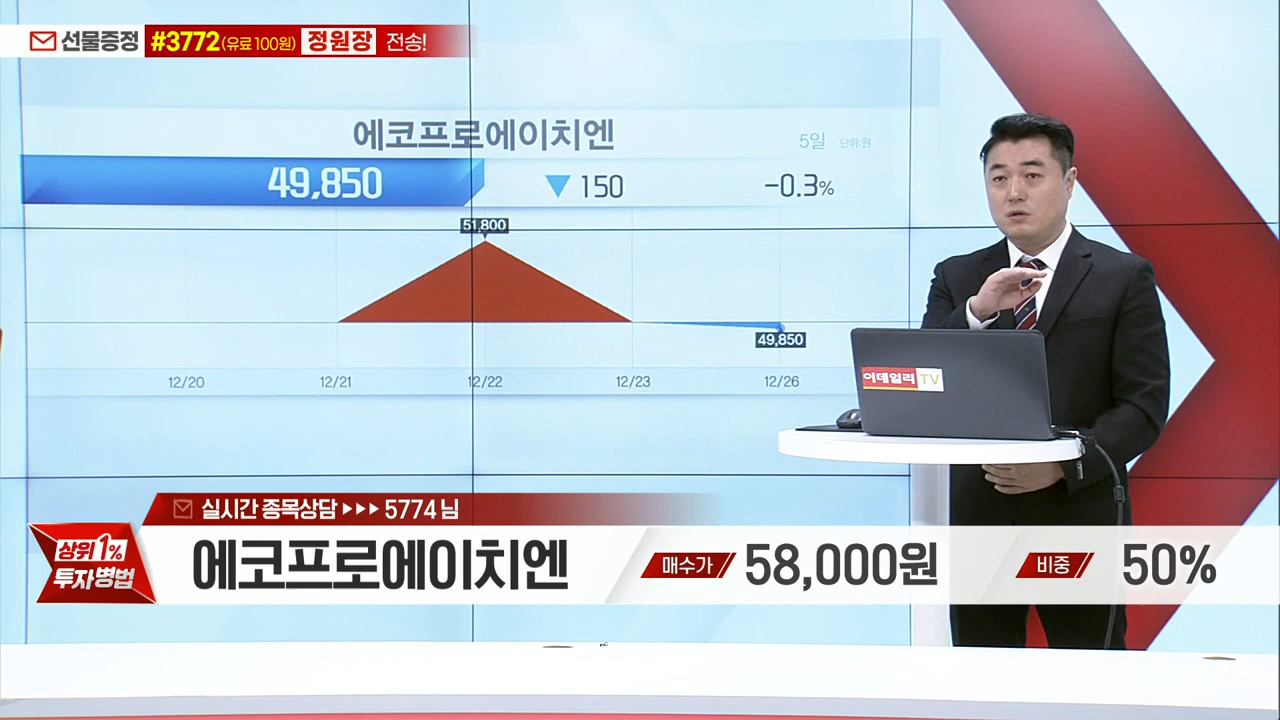 선물증정 #3772(유료 100원) 정원장 전송!
에코프로에이치엔
5일 단위:원
49,850 ▼150 -0.3%
51,800
49,850
12/20 12/21 12/22 12/23 12/26
이데일리TV
실시간 종목상담 ▶▶▶ 5774 님
상위 1%
투자병법
에코프로에이치엔 매수가 58,000원 비중 50%